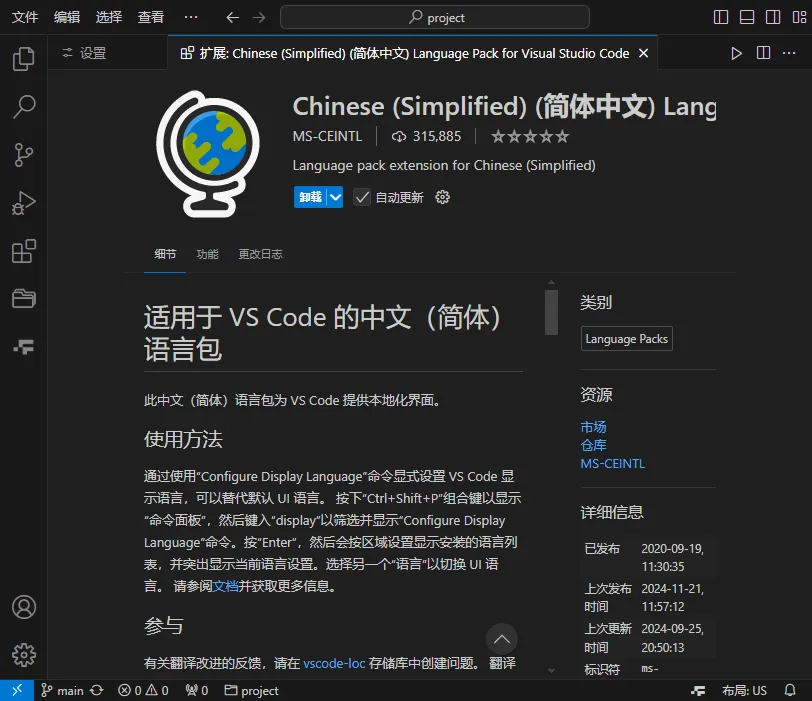 文件 编辑 选择 查看 ··· project
设置 扩展: Chinese (Simplified) (简体中文) Language Pack for Visual Studio Code
Chinese (Simplified) (简体中文) Lang
MS-CEINTL 315,885
Language pack extension for Chinese (Simplified)
卸载 自动更新
细节 功能 更改日志
适用于 VS Code 的中文（简体）
语言包
此中文（简体）语言包为 VS Code 提供本地化界面。
使用方法
通过使用“Configure Display Language”命令显式设置 VS Code 显
示语言，可以替代默认 UI 语言。 按下“Ctrl+Shift+P”组合键以显示
“命令面板”，然后键入“display”以筛选并显示“Configure Display
Language”命令。按“Enter”，然后会按区域设置显示安装的语言列
表，并突出显示当前语言设置。选择另一个“语言”以切换 UI 语
言。 请参阅文档并获取更多信息。
参与
有关翻译改进的反馈，请在 vscode-loc 存储库中创建问题。 翻译
类别
Language Packs
资源
市场
仓库
MS-CEINTL
详细信息
已发布 2020-09-19,
11:30:35
上次发布 2024-11-21,
时间 11:57:12
上次更新 2024-09-25,
时间 20:50:13
标识符 ms-
main 0 0 0 project 布局: US